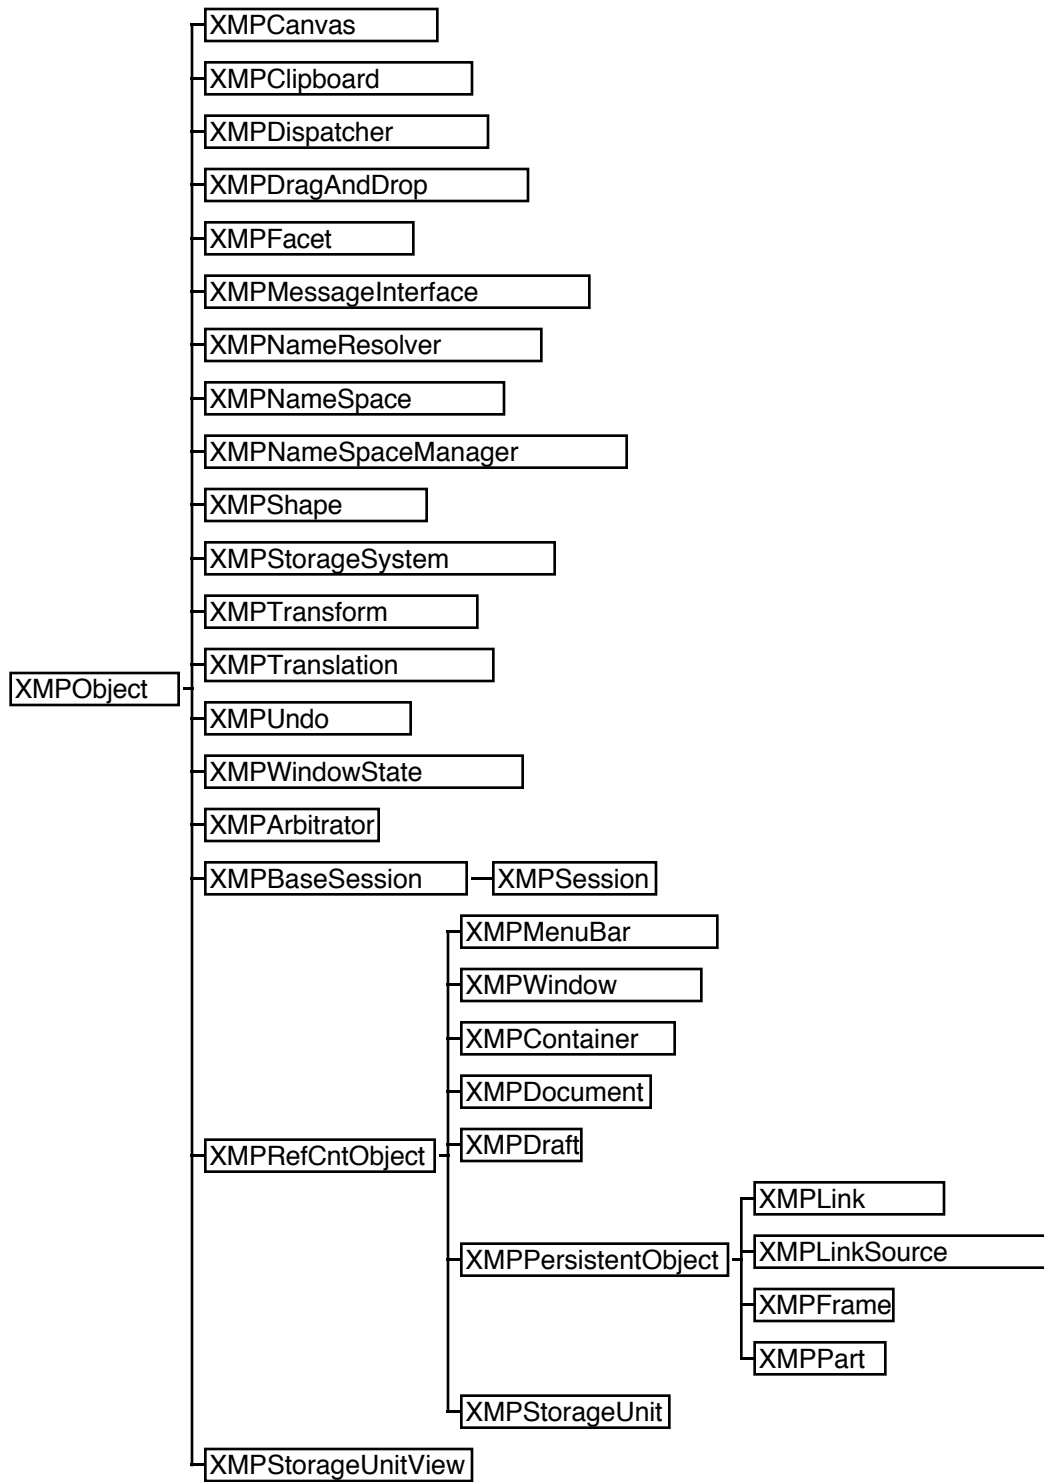 XMPCanvas
XMPClipboard
XMPDispatcher
XMPDragAndDrop
XMPFacet
XMPMessageInterface
XMPNameResolver
XMPNameSpace
XMPNameSpaceManager
XMPShape
XMPStorageSystem
XMPTransform
XMPTranslation
XMPObject
XMPUndo
XMPWindowState
XMPArbitrator
XMPBaseSession XMPSession
XMPMenuBar
XMPWindow
XMPContainer
XMPDocument
XMPDraft
XMPRefCntObject
XMPLink
XMPLinkSource
XMPPersistentObject
XMPFrame
XMPPart
XMPStorageUnit
XMPStorageUnitView